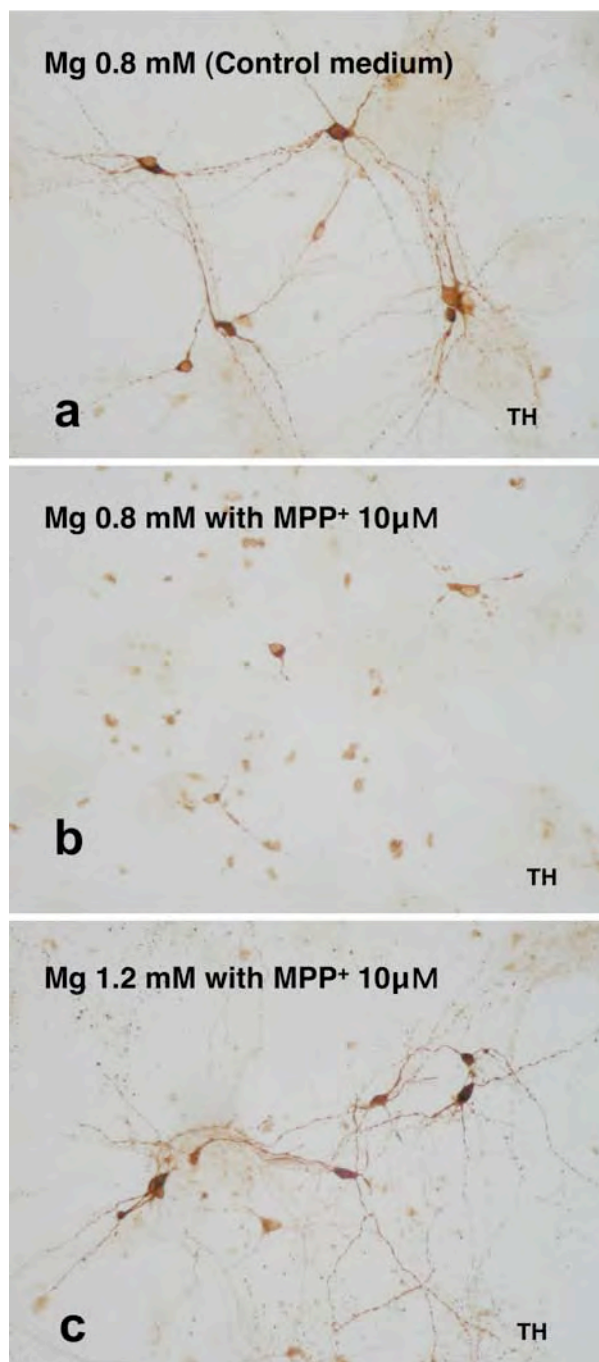 Mg 0.8 mM (Control medium)
a
TH
Mg 0.8 mM with MPP⁺ 10μM
b
TH
Mg 1.2 mM with MPP⁺ 10μM
c
TH